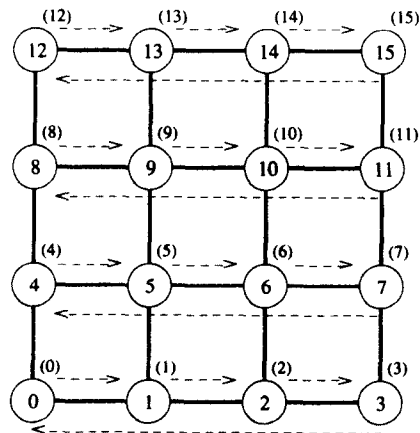 (12) (13) (14) (15)
12 13 14 15
(8) (9) (10) (11)
8 9 10 11
(4) (5) (6) (7)
4 5 6 7
(0) (1) (2) (3)
0 1 2 3